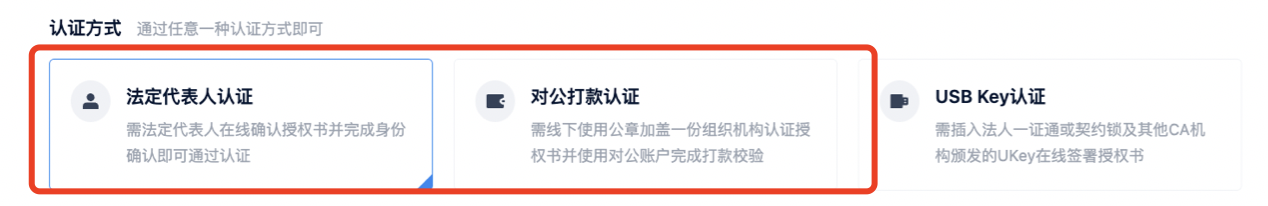 认证方式 通过任意一种认证方式即可
法定代表人认证
需法定代表人在线确认授权书并完成身份
确认即可通过认证
对公打款认证
需线下使用公章加盖一份组织机构认证授
权书并使用对公账户完成打款校验
USB Key认证
需插入法人一证通或契约锁及其他CA机
构颁发的UKey在线签署授权书